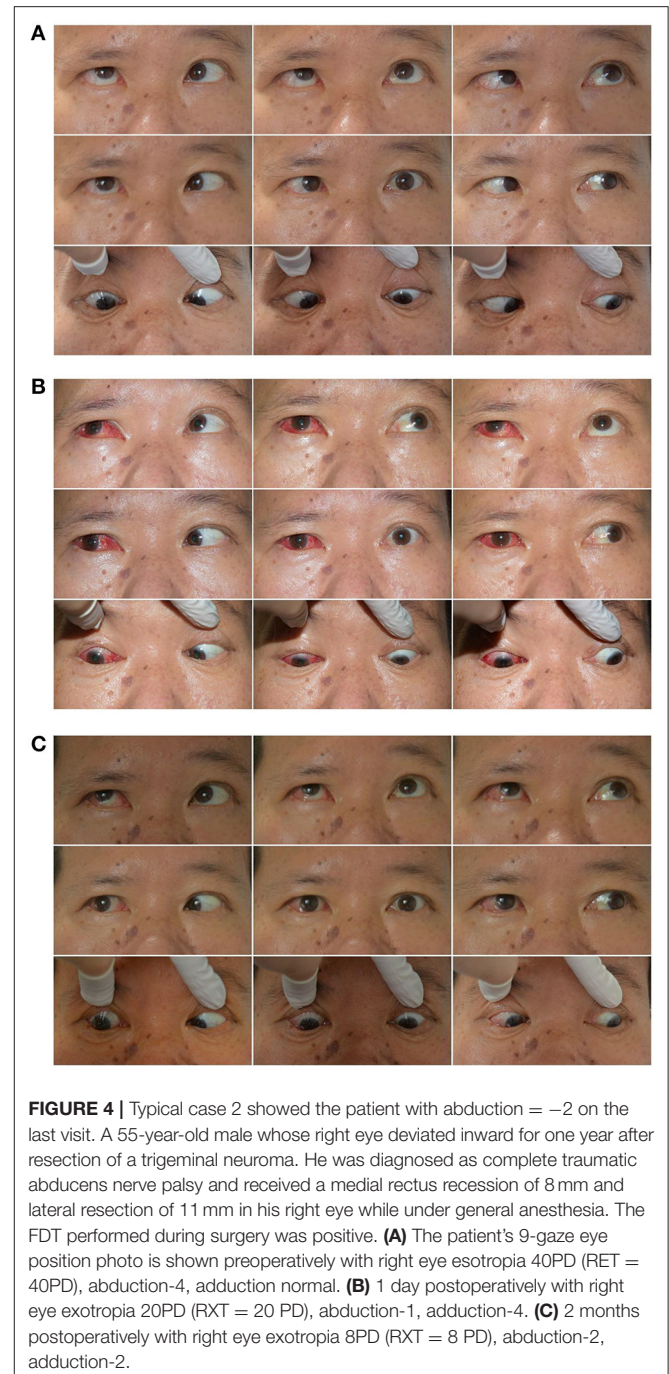 A
B
C
FIGURE 4 | Typical case 2 showed the patient with abduction = −2 on the
last visit. A 55-year-old male whose right eye deviated inward for one year after
resection of a trigeminal neuroma. He was diagnosed as complete traumatic
abducens nerve palsy and received a medial rectus recession of 8 mm and
lateral resection of 11 mm in his right eye while under general anesthesia. The
FDT performed during surgery was positive. (A) The patient's 9-gaze eye
position photo is shown preoperatively with right eye esotropia 40PD (RET =
40PD), abduction-4, adduction normal. (B) 1 day postoperatively with right
eye exotropia 20PD (RXT = 20 PD), abduction-1, adduction-4. (C) 2 months
postoperatively with right eye exotropia 8PD (RXT = 8 PD), abduction-2,
adduction-2.